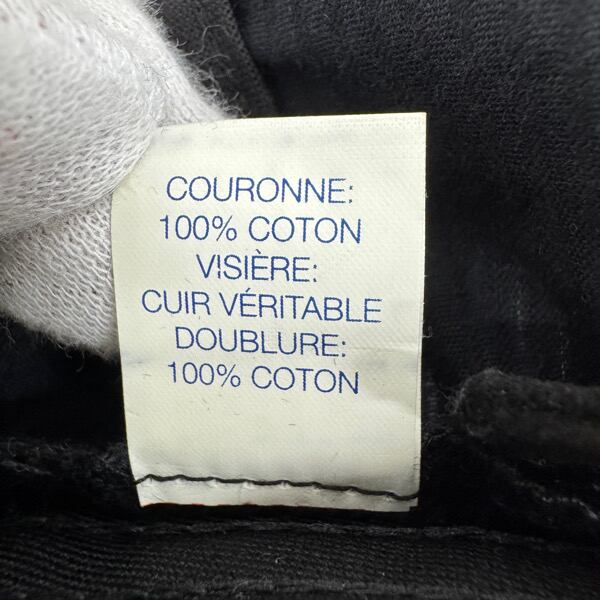 COURONNE:
100% COTON
VISIÈRE:
CUIR VÉRITABLE
DOUBLURE:
100% COTON